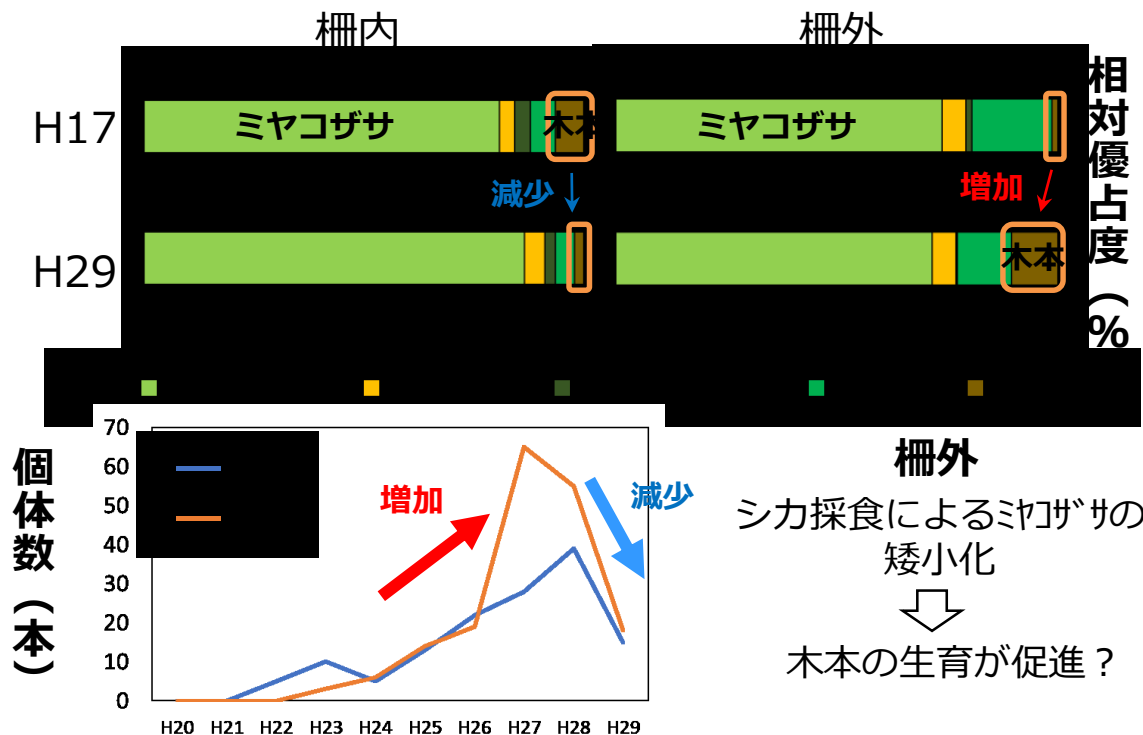 柵内
柵外
H17
ミヤコザサ
木本
ミヤコザサ
減少
増加
H29
木本
相対優占度(%
個体数(本)
70
60
50
40
30
20
10
0
増加
減少
H20 H21 H22 H23 H24 H25 H26 H27 H28 H29
柵外
シカ採食によるﾐﾔｺｻﾞｻの
矮小化
木本の生育が促進？